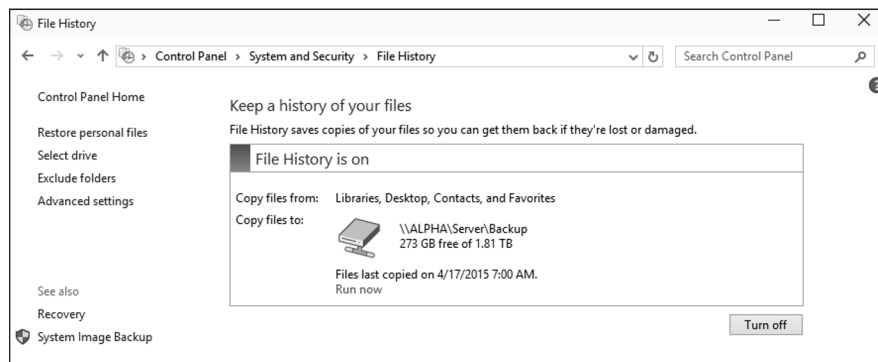 File History
Control Panel > System and Security > File History
Search Control Panel
?
Control Panel Home
Restore personal files
Select drive
Exclude folders
Advanced settings
Keep a history of your files
File History saves copies of your files so you can get them back if they're lost or damaged.
File History is on
Copy files from: Libraries, Desktop, Contacts, and Favorites
Copy files to:
\\ALPHA\Server\Backup
273 GB free of 1.81 TB
Files last copied on 4/17/2015 7:00 AM.
Run now
Turn off
See also
Recovery
System Image Backup